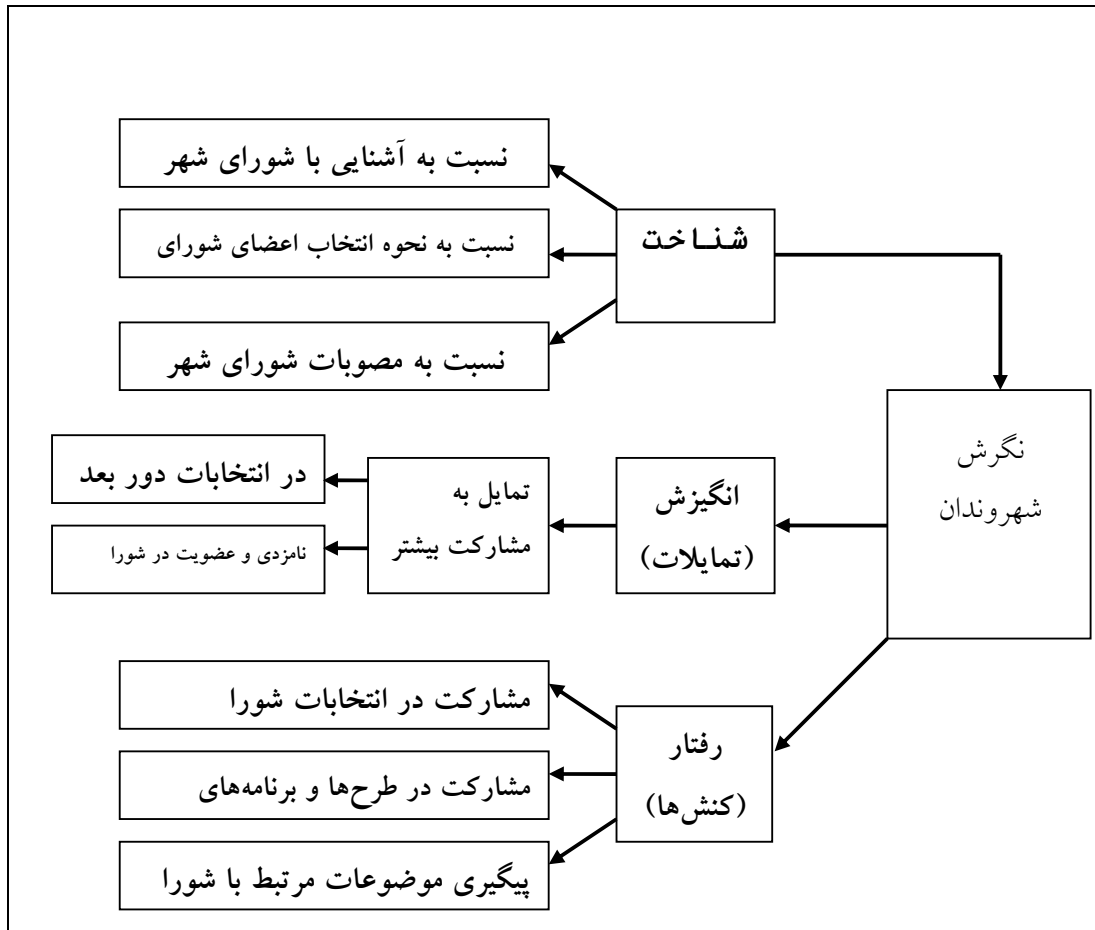 نسبت به آشنایی با شورای شهر
شنـاخت
نسبت به نحوه انتخاب اعضای شورای
نسبت به مصوبات شورای شهر
نگرش
شهروندان
انگیزش
(تمایلات)
تمایل به
مشارکت بیشتر
در انتخابات دور بعد
نامزدی و عضویت در شورا
رفتار
(کنش‌ها)
مشارکت در انتخابات شورا
مشارکت در طرح‌ها و برنامه‌های
پیگیری موضوعات مرتبط با شورا